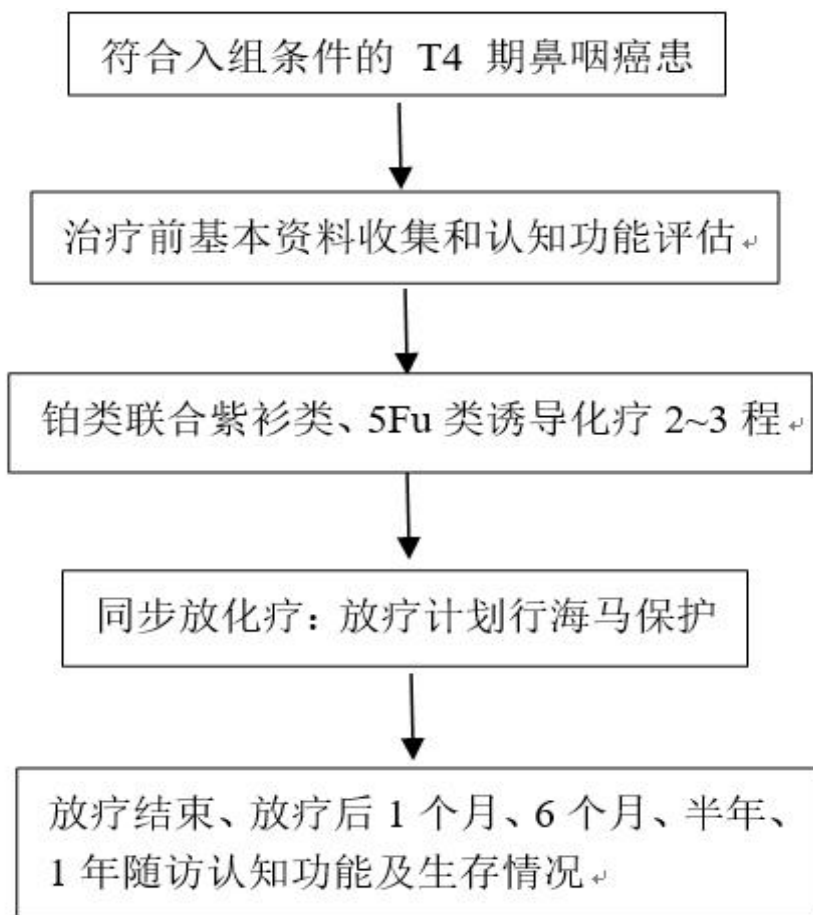 符合入组条件的 T4 期鼻咽癌患
治疗前基本资料收集和认知功能评估
铂类联合紫衫类、5Fu 类诱导化疗 2~3 程
同步放化疗：放疗计划行海马保护
放疗结束、放疗后 1 个月、6 个月、半年、
1 年随访认知功能及生存情况